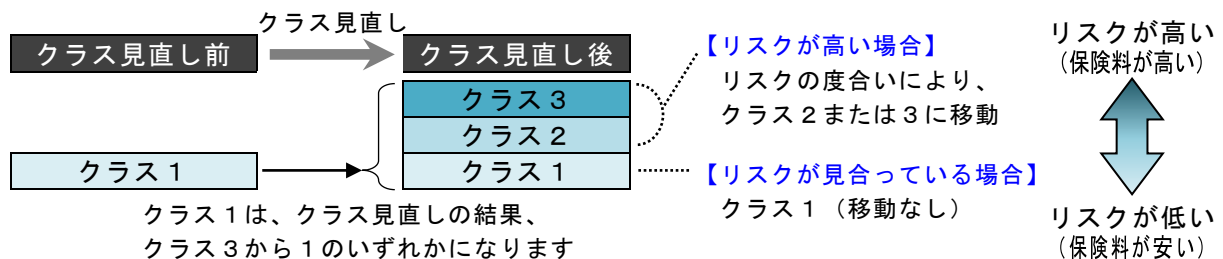 クラス見直し
クラス見直し前
クラス見直し後
クラス３
クラス２
クラス１
クラス１
クラス１は、クラス見直しの結果、
クラス３から１のいずれかになります
【リスクが高い場合】
リスクの度合いにより、
クラス２または３に移動
【リスクが見合っている場合】
クラス１（移動なし）
リスクが高い
（保険料が高い）
リスクが低い
（保険料が安い）